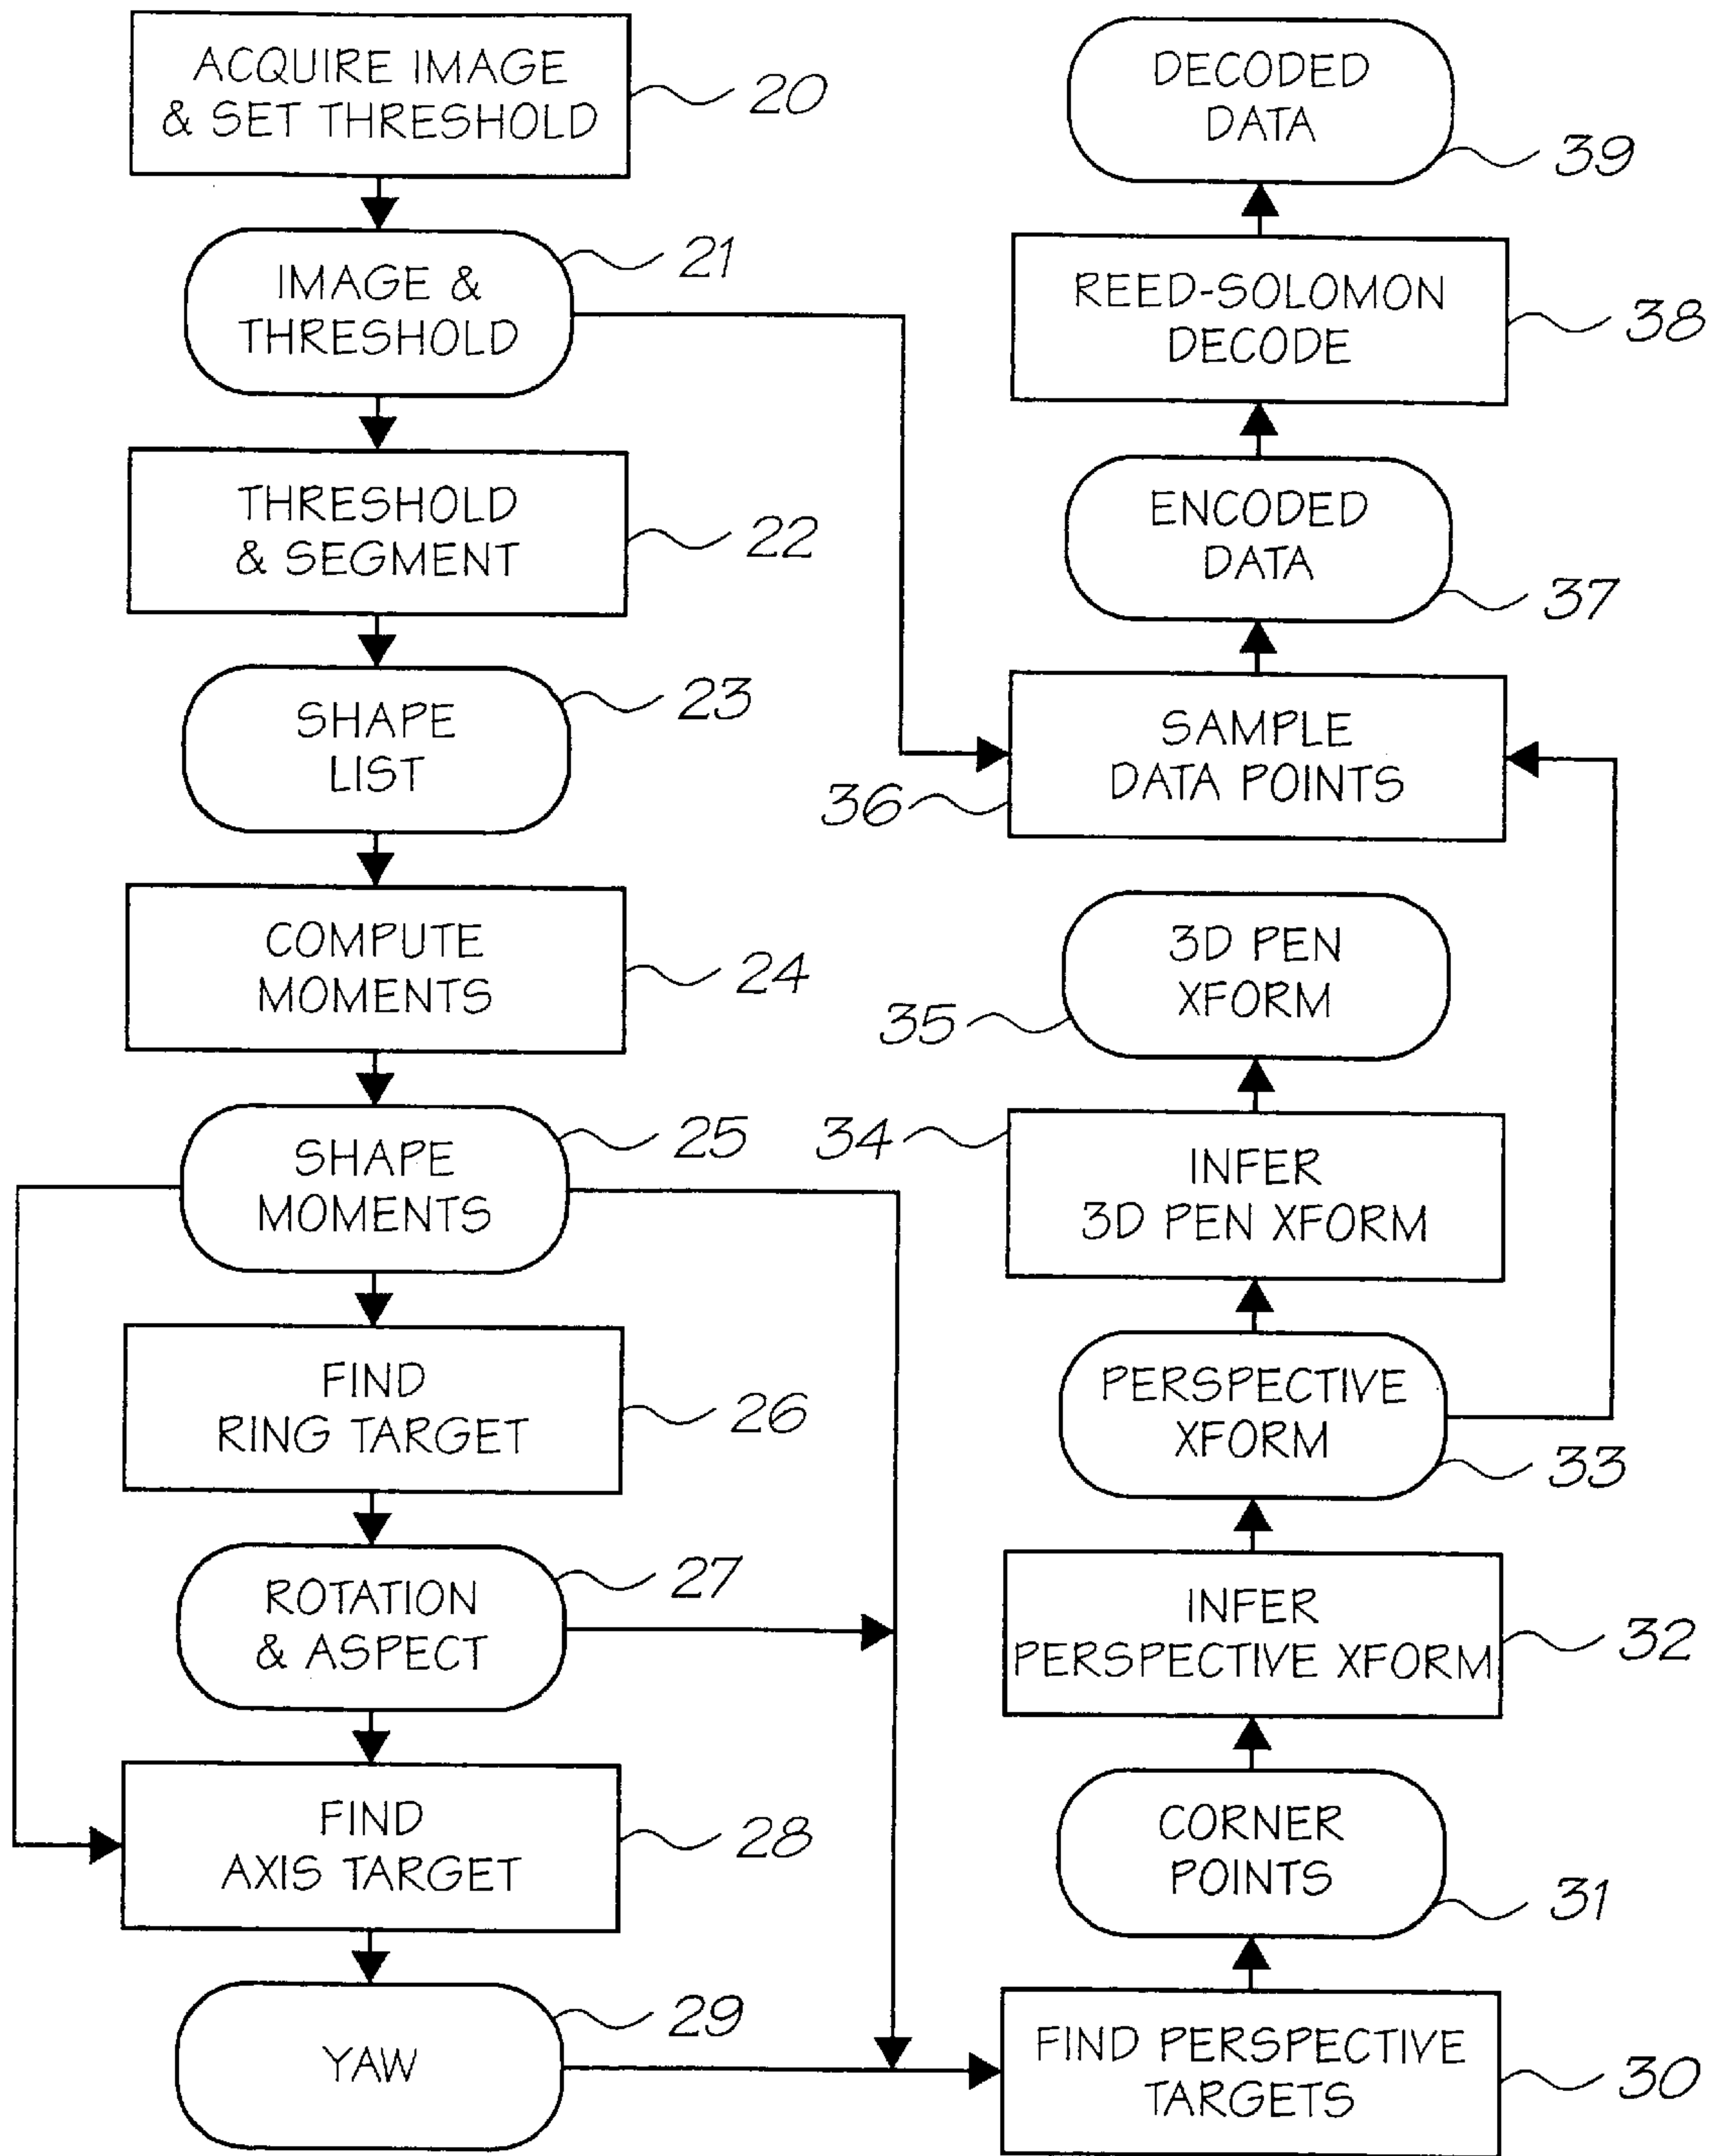 ACQUIRE IMAGE
& SET THRESHOLD
20
IMAGE &
THRESHOLD
21
THRESHOLD
& SEGMENT
22
SHAPE
LIST
23
COMPUTE
MOMENTS
24
SHAPE
MOMENTS
25
FIND
RING TARGET
26
ROTATION
& ASPECT
27
FIND
AXIS TARGET
28
YAW
29
DECODED
DATA
39
REED-SOLOMON
DECODE
38
ENCODED
DATA
37
SAMPLE
DATA POINTS
36
3D PEN
XFORM
35
INFER
3D PEN XFORM
34
PERSPECTIVE
XFORM
33
INFER
PERSPECTIVE XFORM
32
CORNER
POINTS
31
FIND PERSPECTIVE
TARGETS
30